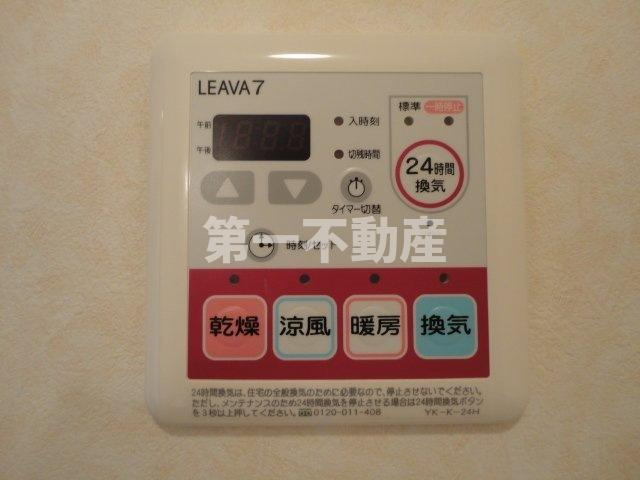 LEAVA7
標準 一時停止
午前
入時刻
午後
切残時間
24時間
換気
タイマー切替
第一不動産
時刻/セット
乾燥 涼風 暖房 換気
24時間換気は、住宅の全般換気のために必要なので、停止させないでください。
ただし、メンテナンスのため24時間換気を停止させる場合は24時間換気ボタン
を3秒以上押してください。 0120-011-408 YK-K-24H